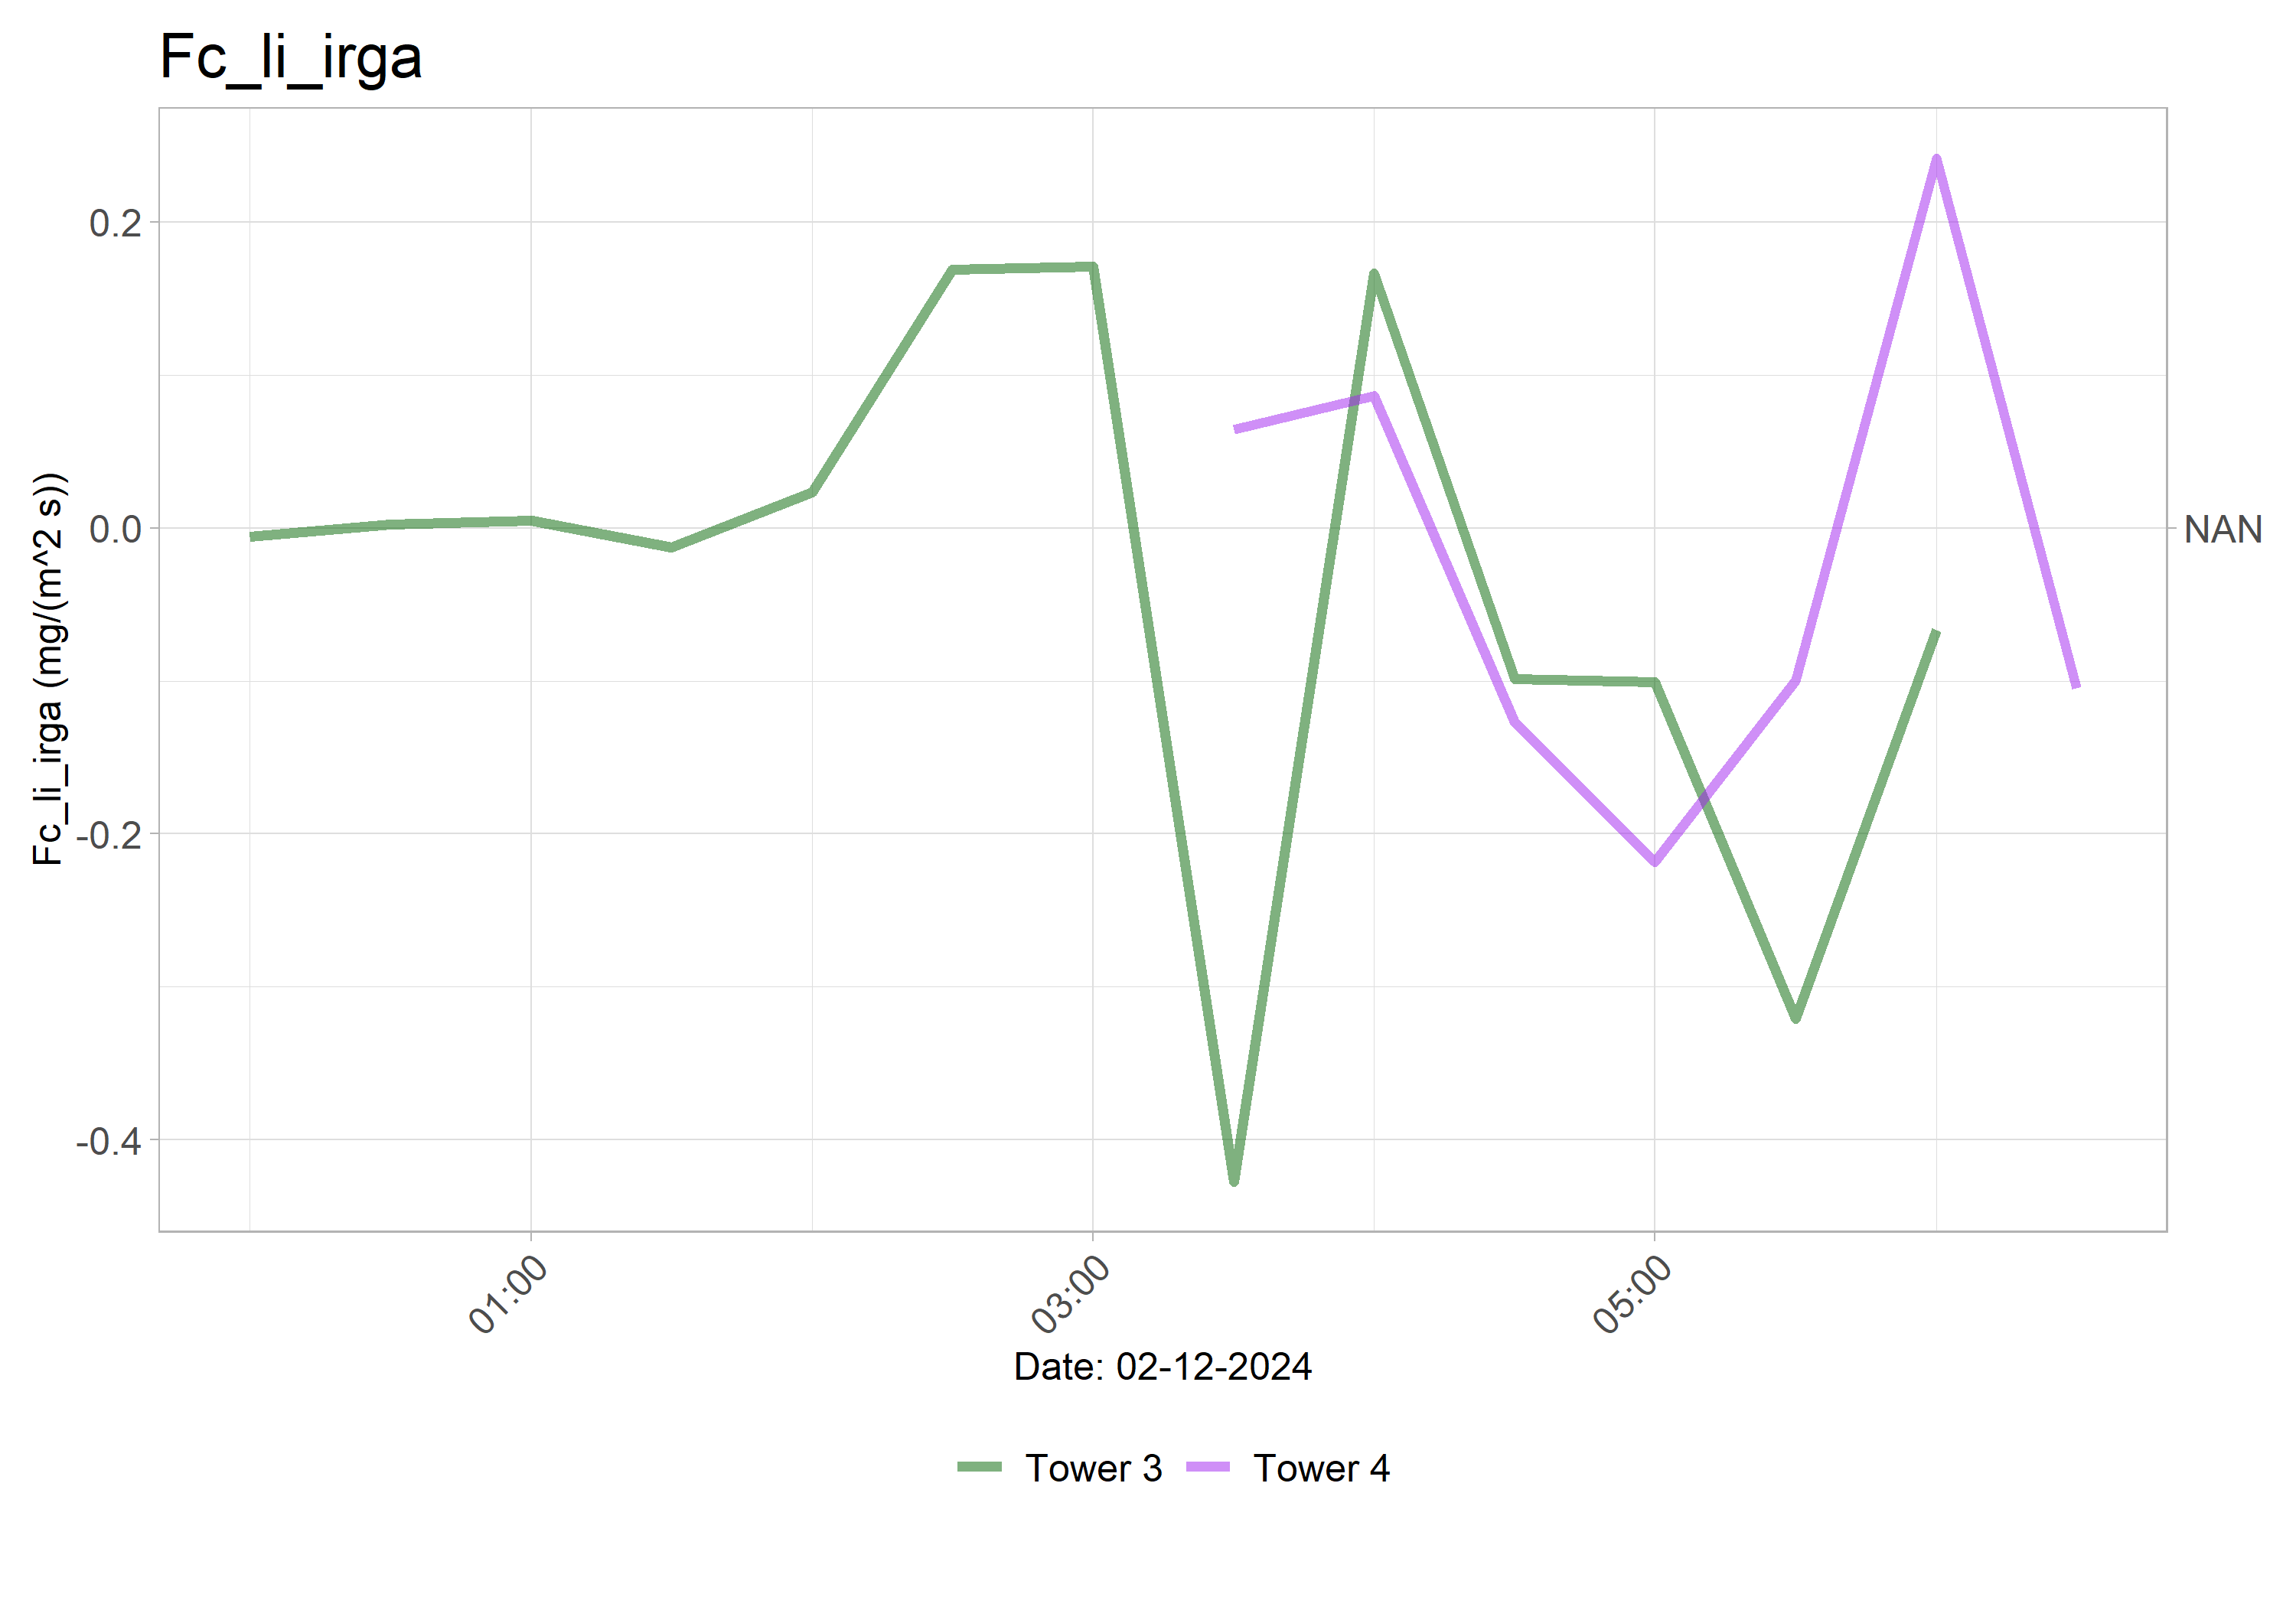 Fc_li_irga
Fc_li_irga (mg/(m^2 s))
0.2
0.0
-0.2
-0.4
NAN
01:00
03:00
05:00
Date: 02-12-2024
Tower 3
Tower 4